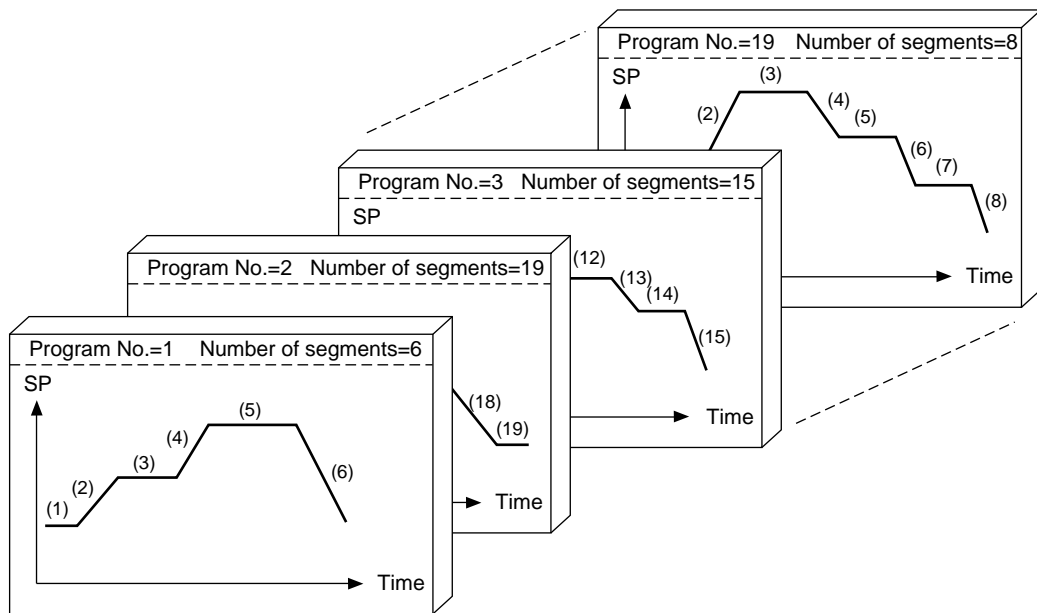 Program No.=19 Number of segments=8
SP
(2)
(3)
(4)
(5)
(6)
(7)
(8)
Time
Program No.=3 Number of segments=15
SP
(12)
(13)
(14)
(15)
Time
Program No.=2 Number of segments=19
(18)
(19)
Time
Program No.=1 Number of segments=6
SP
(1)
(2)
(3)
(4)
(5)
(6)
Time